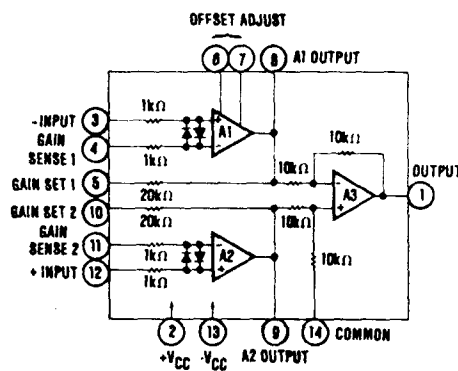 OFFSET ADJUST
6 7 8 A1 OUTPUT
-INPUT 3 1kΩ + A1 -
GAIN SENSE 1 4 1kΩ
10kΩ
GAIN SET 1 5 20kΩ 10kΩ - A3 + OUTPUT 1
GAIN SET 2 10 20kΩ 10kΩ
GAIN SENSE 2 11 1kΩ - A2 +
+ INPUT 12 1kΩ
10kΩ
2 13 9 14 COMMON
+VCC -VCC A2 OUTPUT